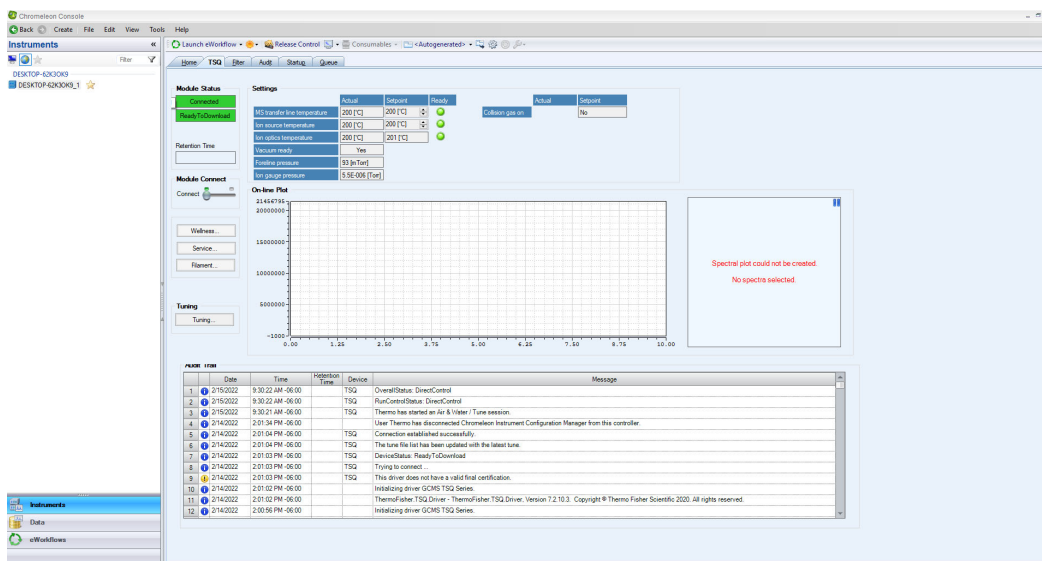 Chromeleon Console
Back Create File Edit View Tools Help
Instruments «
Launch eWorkflow Release Control Consumables <Autogenerated>
Filter
Home TSQ Filter Audit Startup Queue
DESKTOP-62K3OK9
DESKTOP-62K3OK9_1
Module Status
Connected
ReadyToDownload
Retention Time
Module Connect
Connect
Wellness...
Service...
Filament...
Tuning
Tuning...
Settings
Actual Setpoint Ready Actual Setpoint
MS transfer line temperature 200 [°C] 200 [°C] Collision gas on No
Ion source temperature 200 [°C] 200 [°C]
Ion optics temperature 200 [°C] 201 [°C]
Vacuum ready Yes
Foreline pressure 93 [mTorr]
Ion gauge pressure 5.5E-006 [Torr]
On-line Plot
21456795
20000000
15000000
10000000
5000000
-1000
0.00 1.25 2.50 3.75 5.00 6.25 7.50 8.75 10.00
Spectral plot could not be created.
No spectra selected.
Audit Trail
Date Time Retention Time Device Message
1 2/15/2022 9:30:22 AM -06:00 TSQ OverallStatus: DirectControl
2 2/15/2022 9:30:22 AM -06:00 TSQ RunControlStatus: DirectControl
3 2/15/2022 9:30:21 AM -06:00 TSQ Thermo has started an Air & Water / Tune session.
4 2/14/2022 2:01:34 PM -06:00 User Thermo has disconnected Chromeleon Instrument Configuration Manager from this controller.
5 2/14/2022 2:01:04 PM -06:00 TSQ Connection established successfully.
6 2/14/2022 2:01:04 PM -06:00 TSQ The tune file list has been updated with the latest tune.
7 2/14/2022 2:01:03 PM -06:00 TSQ DeviceStatus: ReadyToDownload
8 2/14/2022 2:01:03 PM -06:00 TSQ Trying to connect ...
9 2/14/2022 2:01:03 PM -06:00 TSQ This driver does not have a valid final certification.
10 2/14/2022 2:01:02 PM -06:00 Initializing driver GCMS TSQ Series.
11 2/14/2022 2:01:02 PM -06:00 ThermoFisher.TSQ.Driver - ThermoFisher.TSQ.Driver, Version 7.2.10.3. Copyright © Thermo Fisher Scientific 2020. All rights reserved.
12 2/14/2022 2:00:56 PM -06:00 Initializing driver GCMS TSQ Series.
Instruments
Data
eWorkflows